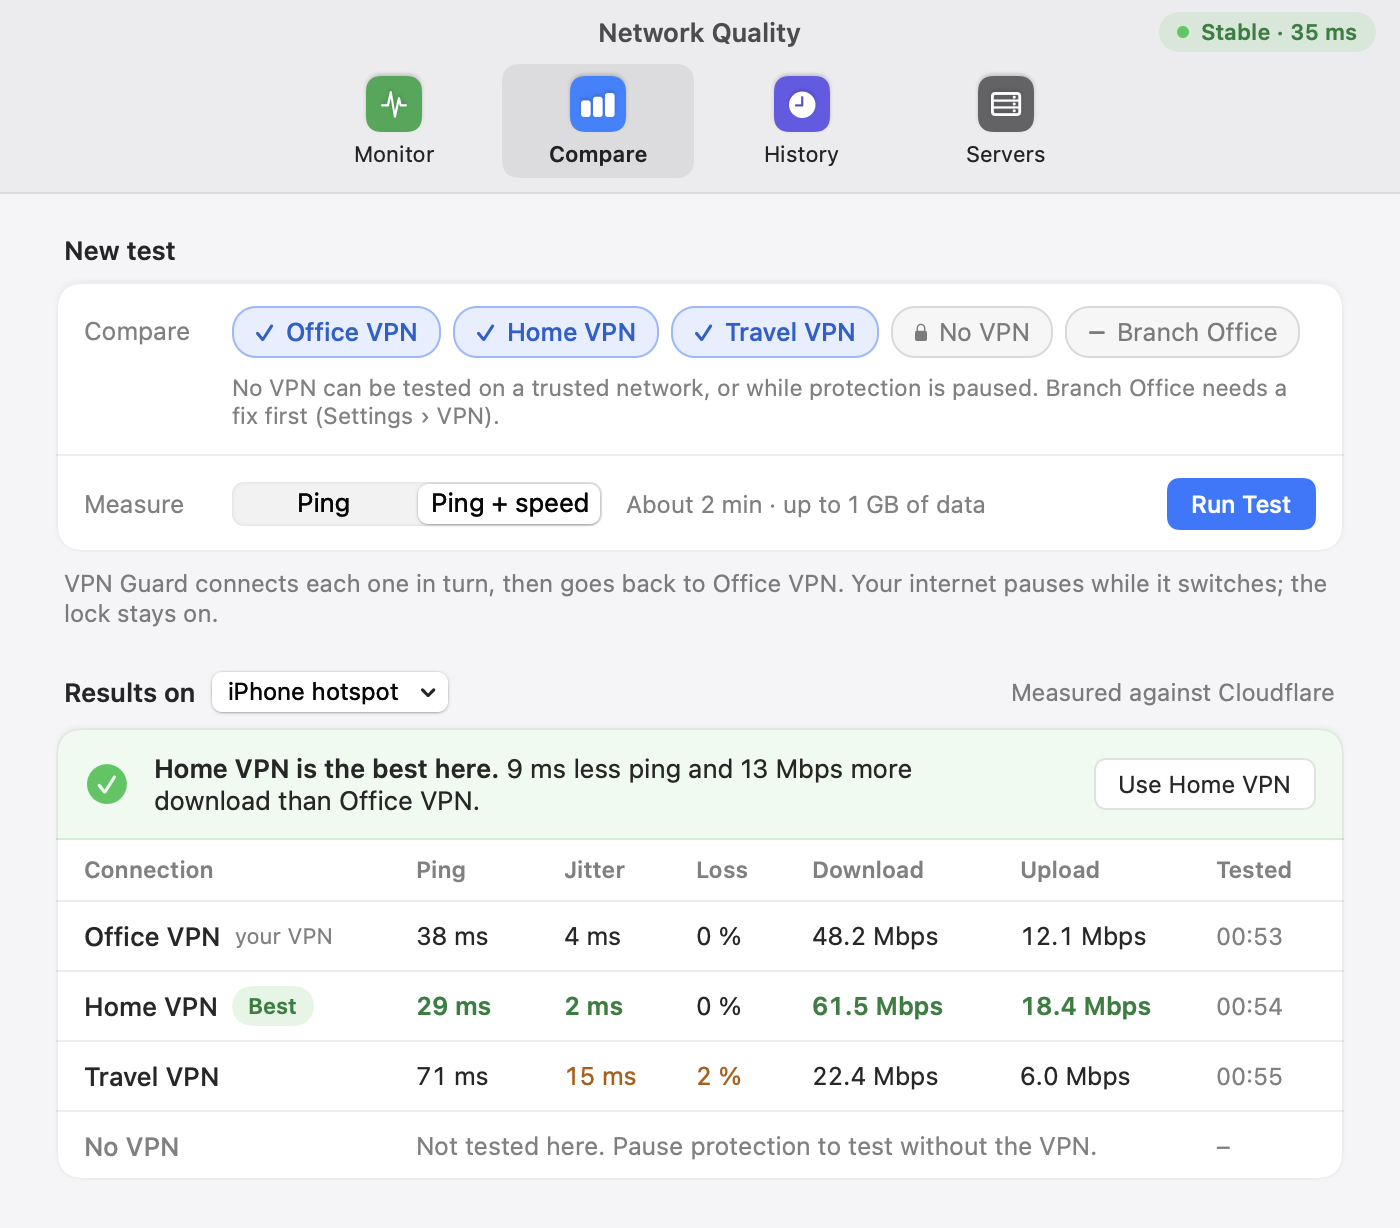 Network Quality
Stable · 35 ms
Monitor
Compare
History
Servers
New test
Compare
Office VPN
Home VPN
Travel VPN
No VPN
Branch Office
No VPN can be tested on a trusted network, or while protection is paused. Branch Office needs a
fix first (Settings › VPN).
Measure
Ping
Ping + speed
About 2 min · up to 1 GB of data
Run Test
VPN Guard connects each one in turn, then goes back to Office VPN. Your internet pauses while it switches; the
lock stays on.
Results on
iPhone hotspot
Measured against Cloudflare
Home VPN is the best here. 9 ms less ping and 13 Mbps more
download than Office VPN.
Use Home VPN
Connection Ping Jitter Loss Download Upload Tested
Office VPN your VPN 38 ms 4 ms 0 % 48.2 Mbps 12.1 Mbps 00:53
Home VPN Best 29 ms 2 ms 0 % 61.5 Mbps 18.4 Mbps 00:54
Travel VPN 71 ms 15 ms 2 % 22.4 Mbps 6.0 Mbps 00:55
No VPN Not tested here. Pause protection to test without the VPN. –